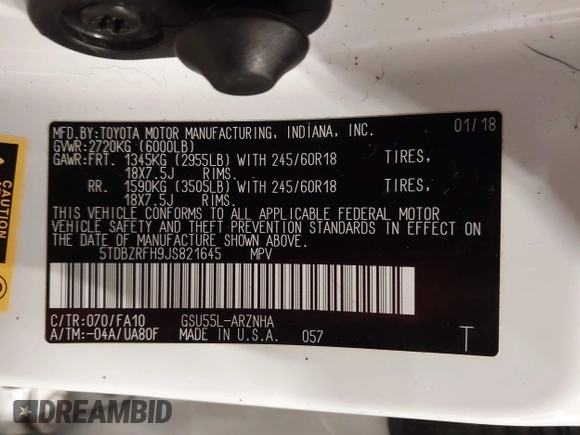 MFD.BY:TOYOTA MOTOR MANUFACTURING, INDIANA, INC. 01/18
GVWR:2720KG (6000LB)
GAWR:FRT. 1345KG (2955LB) WITH 245/60R18 TIRES,
18X7.5J RIMS.
RR. 1590KG (3505LB) WITH 245/60R18 TIRES,
18X7.5J RIMS.
THIS VEHICLE CONFORMS TO ALL APPLICABLE FEDERAL MOTOR
VEHICLE SAFETY AND THEFT PREVENTION STANDARDS IN EFFECT ON
THE DATE OF MANUFACTURE SHOWN ABOVE.
5TDBZRFH9JS821645 MPV
C/TR:070/FA10 GSU55L-ARZNHA
A/TM:-04A/UA80F MADE IN U.S.A. 057 T
CAUTION
DREAMBID